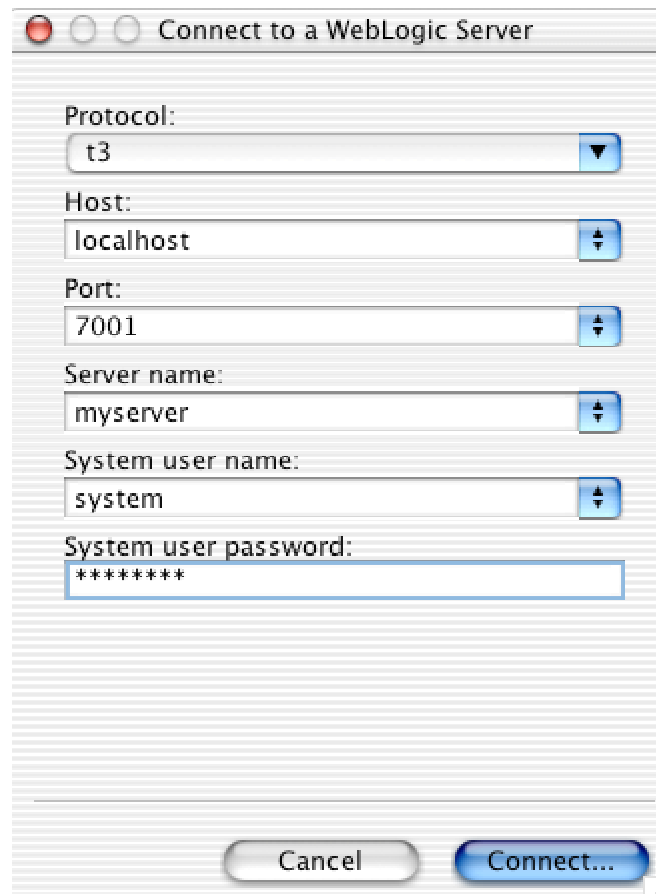 Connect to a WebLogic Server
Protocol:
t3
Host:
localhost
Port:
7001
Server name:
myserver
System user name:
system
System user password:
********
Cancel
Connect...